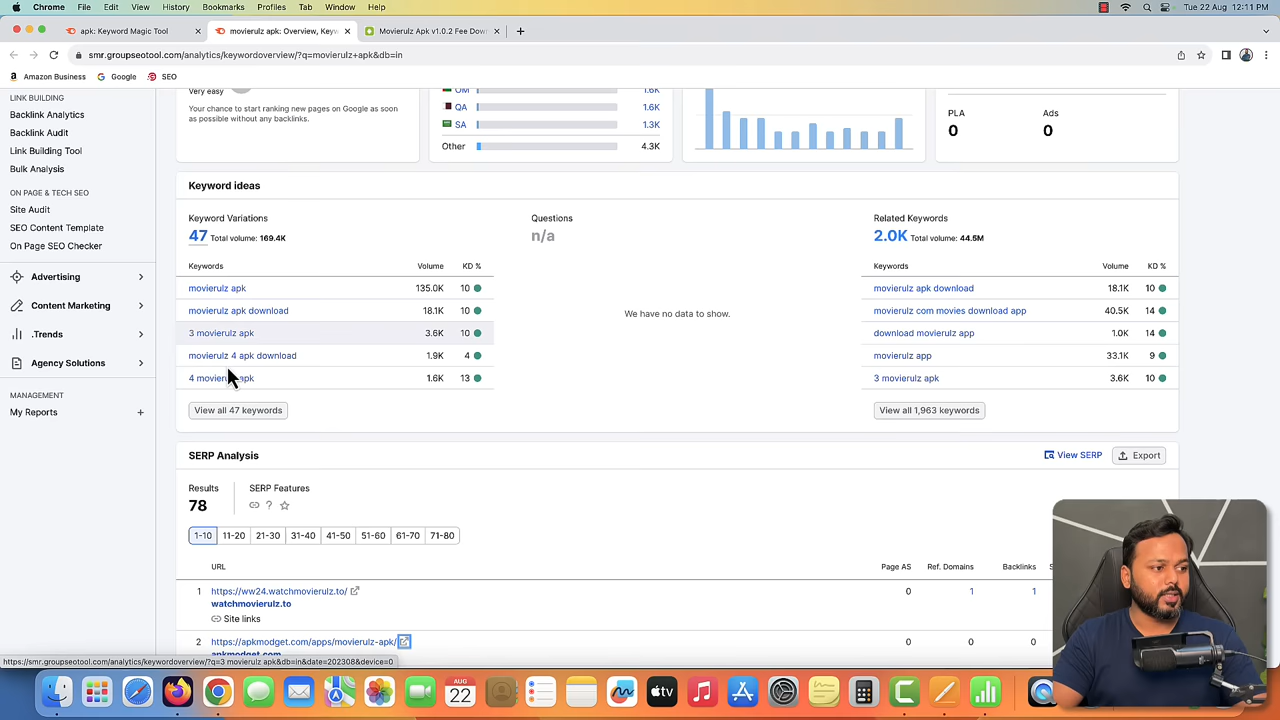 Chrome File Edit View History Bookmarks Profiles Tab Window Help Tue 22 Aug 12:11 PM
apk: Keyword Magic Tool movierulz apk: Overview, Key Movierulz Apk v1.0.2 Fee Dow
smr.groupseotool.com/analytics/keywordoverview/?q=movierulz+apk&db=in
Amazon Business Google SEO
LINK BUILDING
Backlink Analytics
Backlink Audit
Link Building Tool
Bulk Analysis
ON PAGE & TECH SEO
Site Audit
SEO Content Template
On Page SEO Checker
Advertising
Content Marketing
.Trends
Agency Solutions
MANAGEMENT
My Reports +
Very easy
Your chance to start ranking new pages on Google as soon
as possible without any backlinks.
OM 1.6K
QA 1.6K
SA 1.3K
Other 4.3K
PLA Ads
0 0
Keyword ideas
Keyword Variations
47 Total volume: 169.4K
Keywords Volume KD %
movierulz apk 135.0K 10
movierulz apk download 18.1K 10
3 movierulz apk 3.6K 10
movierulz 4 apk download 1.9K 4
4 movierulz apk 1.6K 13
View all 47 keywords
Questions
n/a
We have no data to show.
Related Keywords
2.0K Total volume: 44.5M
Keywords Volume KD %
movierulz apk download 18.1K 10
movierulz com movies download app 40.5K 14
download movierulz app 1.0K 14
movierulz app 33.1K 9
3 movierulz apk 3.6K 10
View all 1,963 keywords
SERP Analysis View SERP Export
Results SERP Features
78
1-10 11-20 21-30 31-40 41-50 51-60 61-70 71-80
URL Page AS Ref. Domains Backlinks
1 https://ww24.watchmovierulz.to/ 0 1 1
watchmovierulz.to
Site links
2 https://apkmodget.com/apps/movierulz-apk/ 0 0 0
apkmodget.com
https://smr.groupseotool.com/analytics/keywordoverview/?q=3 movierulz apk&db=in&date=202308&device=0
AUG
22
tv